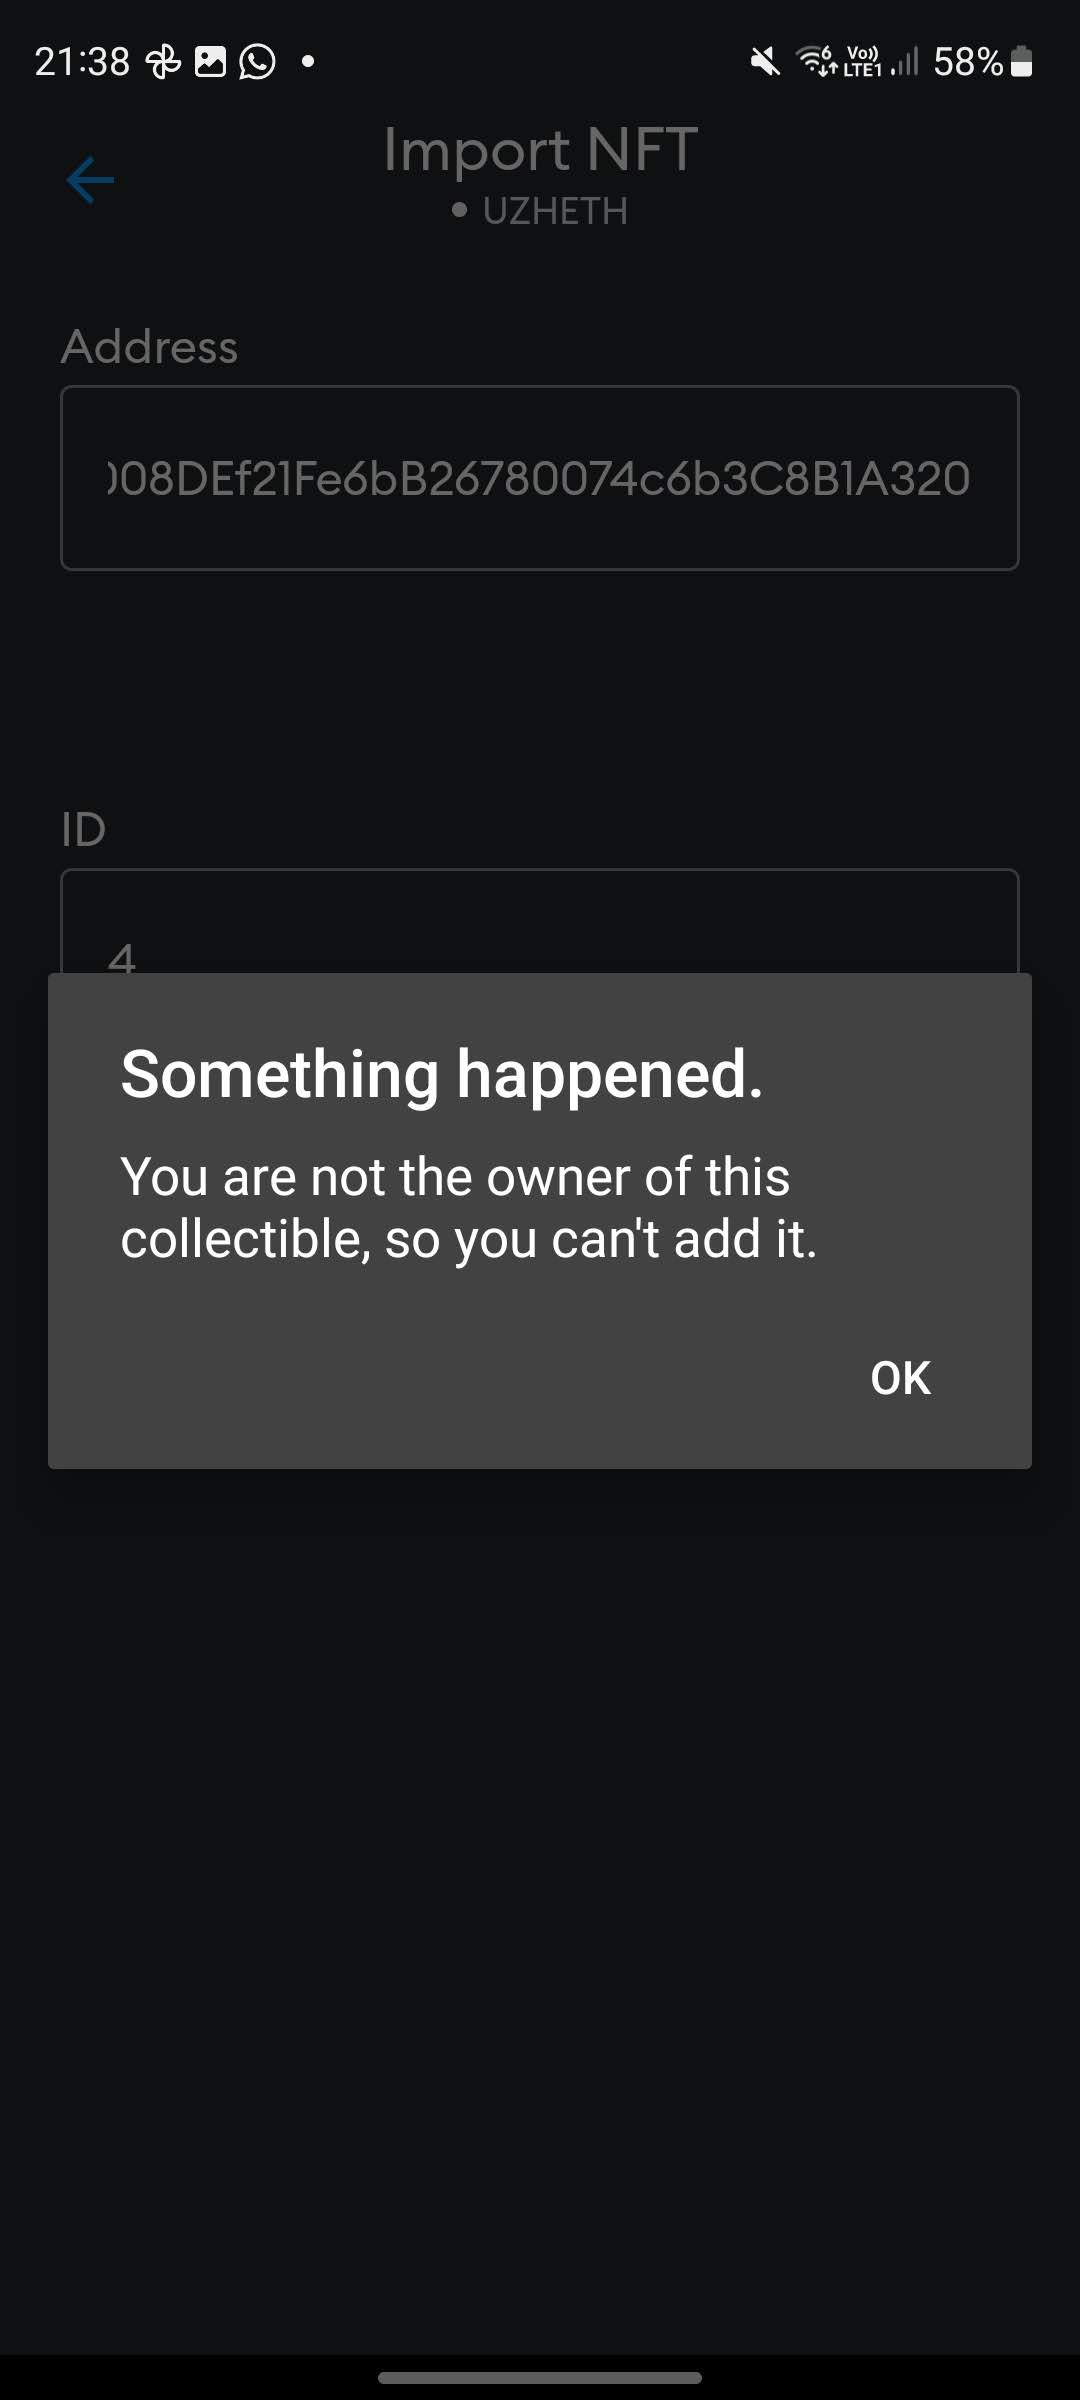 21:38
6 Vo)) LTE1 58%
Import NFT
UZHETH
Address
08DEf21Fe6bB26780074c6b3C8B1A320
ID
4
Something happened.
You are not the owner of this
collectible, so you can't add it.
OK